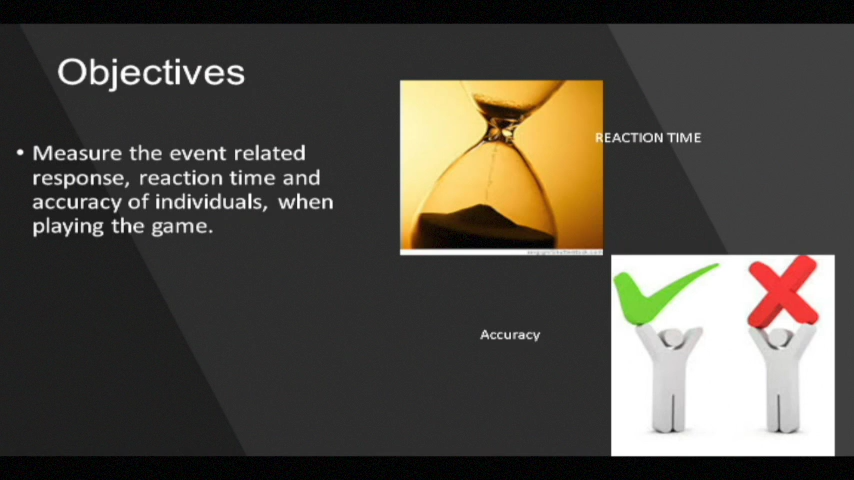 Objectives
• Measure the event related
response, reaction time and
accuracy of individuals, when
playing the game.
REACTION TIME
Accuracy